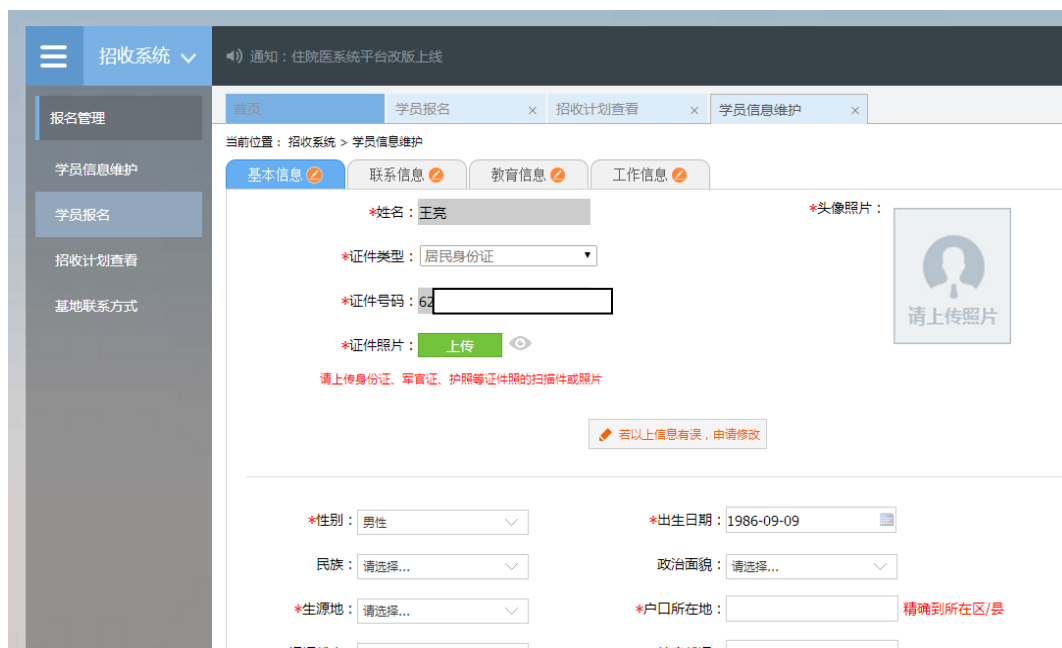 招收系统
通知：住院医系统平台改版上线
报名管理
学员信息维护
学员报名
招收计划查看
基地联系方式
首页 学员报名 × 招收计划查看 × 学员信息维护 ×
当前位置： 招收系统 > 学员信息维护
基本信息 联系信息 教育信息 工作信息
*姓名：王亮
*头像照片：
请上传照片
*证件类型：居民身份证
*证件号码：62
*证件照片：上传
请上传身份证、军官证、护照等证件照的扫描件或照片
若以上信息有误，申请修改
*性别：男性 *出生日期：1986-09-09
民族：请选择... 政治面貌：请选择...
*生源地：请选择... *户口所在地： 精确到所在区/县